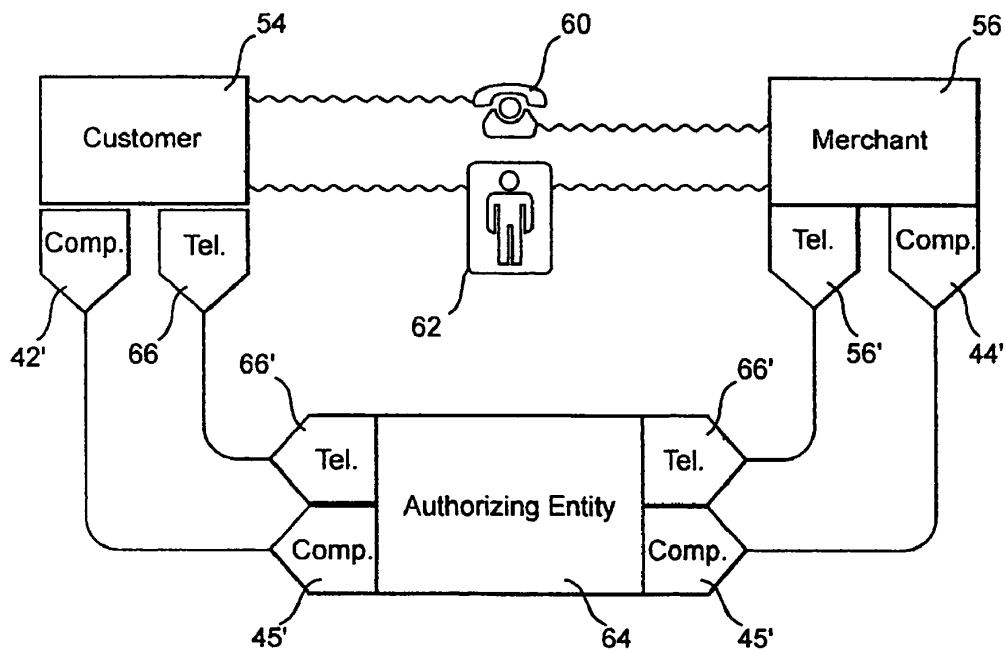 54
60
56
Customer
Merchant
Comp.
Tel.
Tel.
Comp.
42'
66
62
56'
44'
66'
66'
Tel.
Authorizing Entity
Tel.
Comp.
Comp.
45'
64
45'